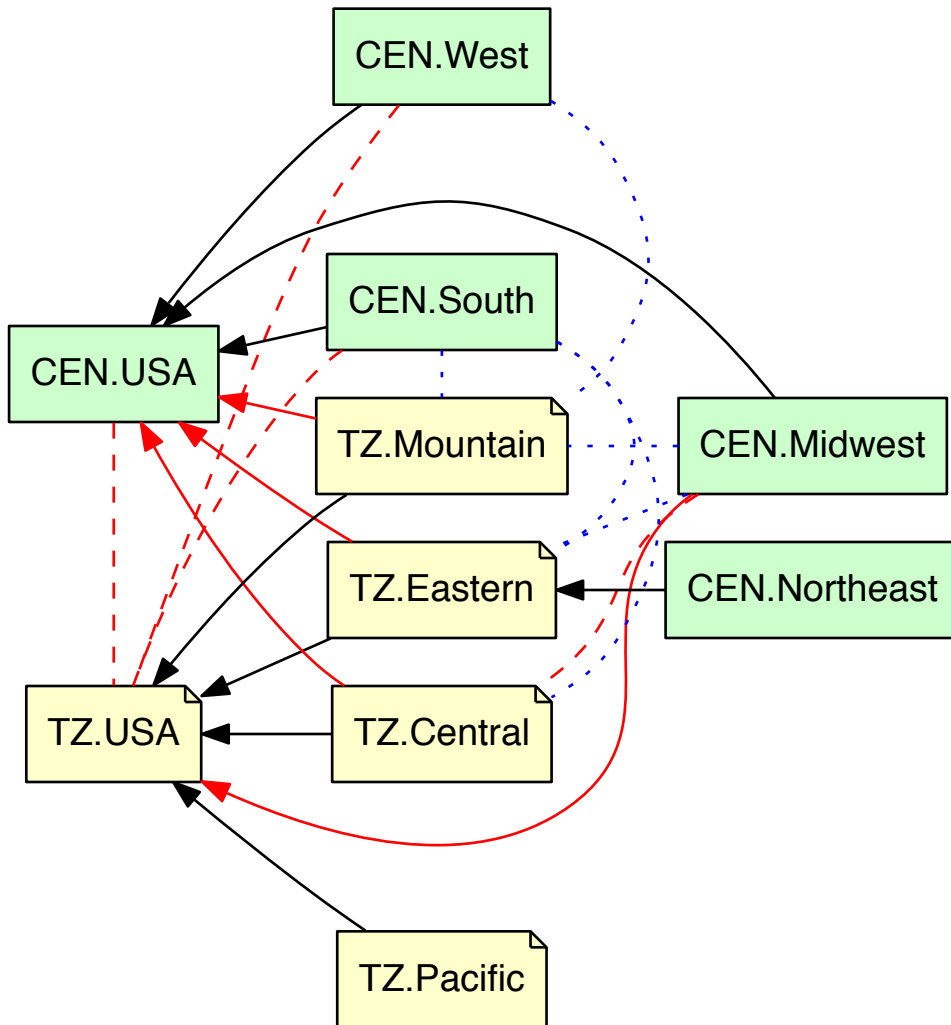 CEN.West
CEN.South
CEN.USA
TZ.Mountain
CEN.Midwest
TZ.Eastern
CEN.Northeast
TZ.USA
TZ.Central
TZ.Pacific